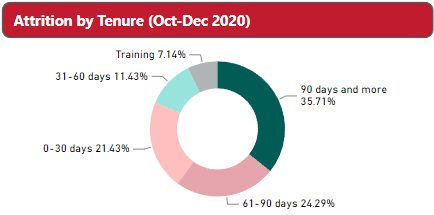 Attrition by Tenure (Oct-Dec 2020)
Training 7.14%
31-60 days 11.43%
90 days and more
35.71%
0-30 days 21.43%
61-90 days 24.29%